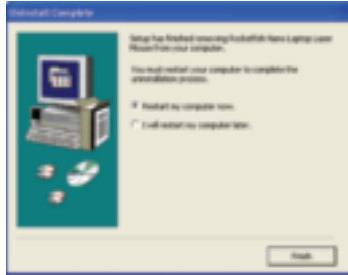 Uninstall Complete
Setup has finished removing Rocketfish Nano Laptop Laser
Mouse from your computer.
You must restart your computer to complete the
uninstallation process.
Restart my computer now.
I will restart my computer later.
Finish